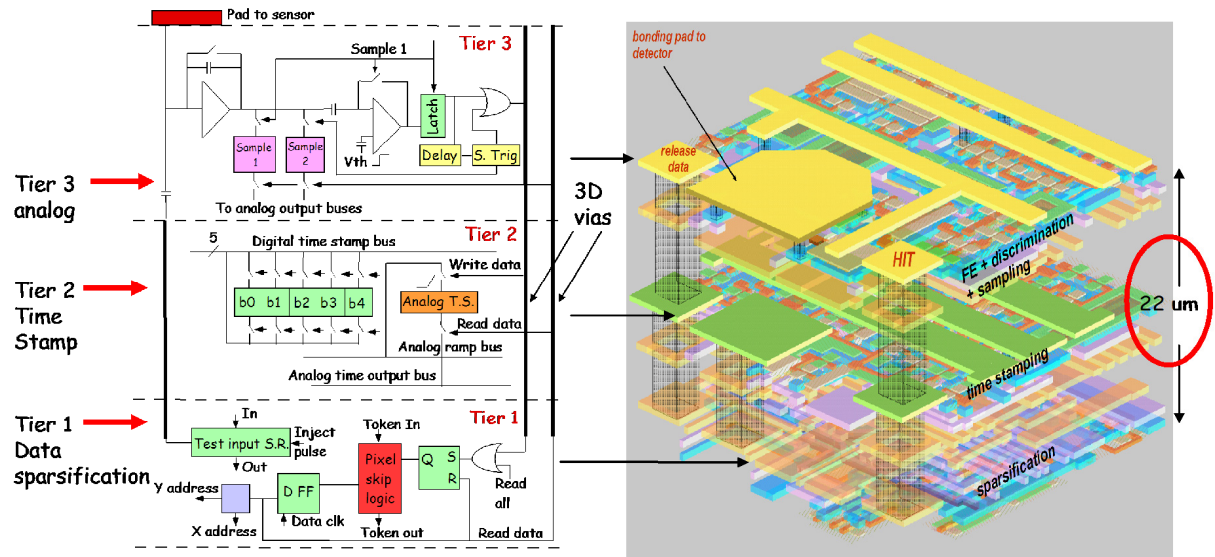 Pad to sensor
Tier 3
Sample 1
Latch
Sample
1
Sample
2
Vth
Delay
S. Trig
To analog output buses
Tier 3
analog
3D
vias
Tier 2
5
Digital time stamp bus
Write data
b0 b1 b2 b3 b4
Analog T.S.
Read data
Analog ramp bus
Analog time output bus
Tier 2
Time
Stamp
Tier 1
In
Token In
Test input S.R.
Inject
pulse
Out
Pixel
skip
logic
Q S
R
Read
all
Y address
D FF
Data clk
X address
Token out
Read data
Tier 1
Data
sparsification
bonding pad to
detector
release
data
HIT
FE + discrimination
+ sampling
22 um
time stamping
sparsification